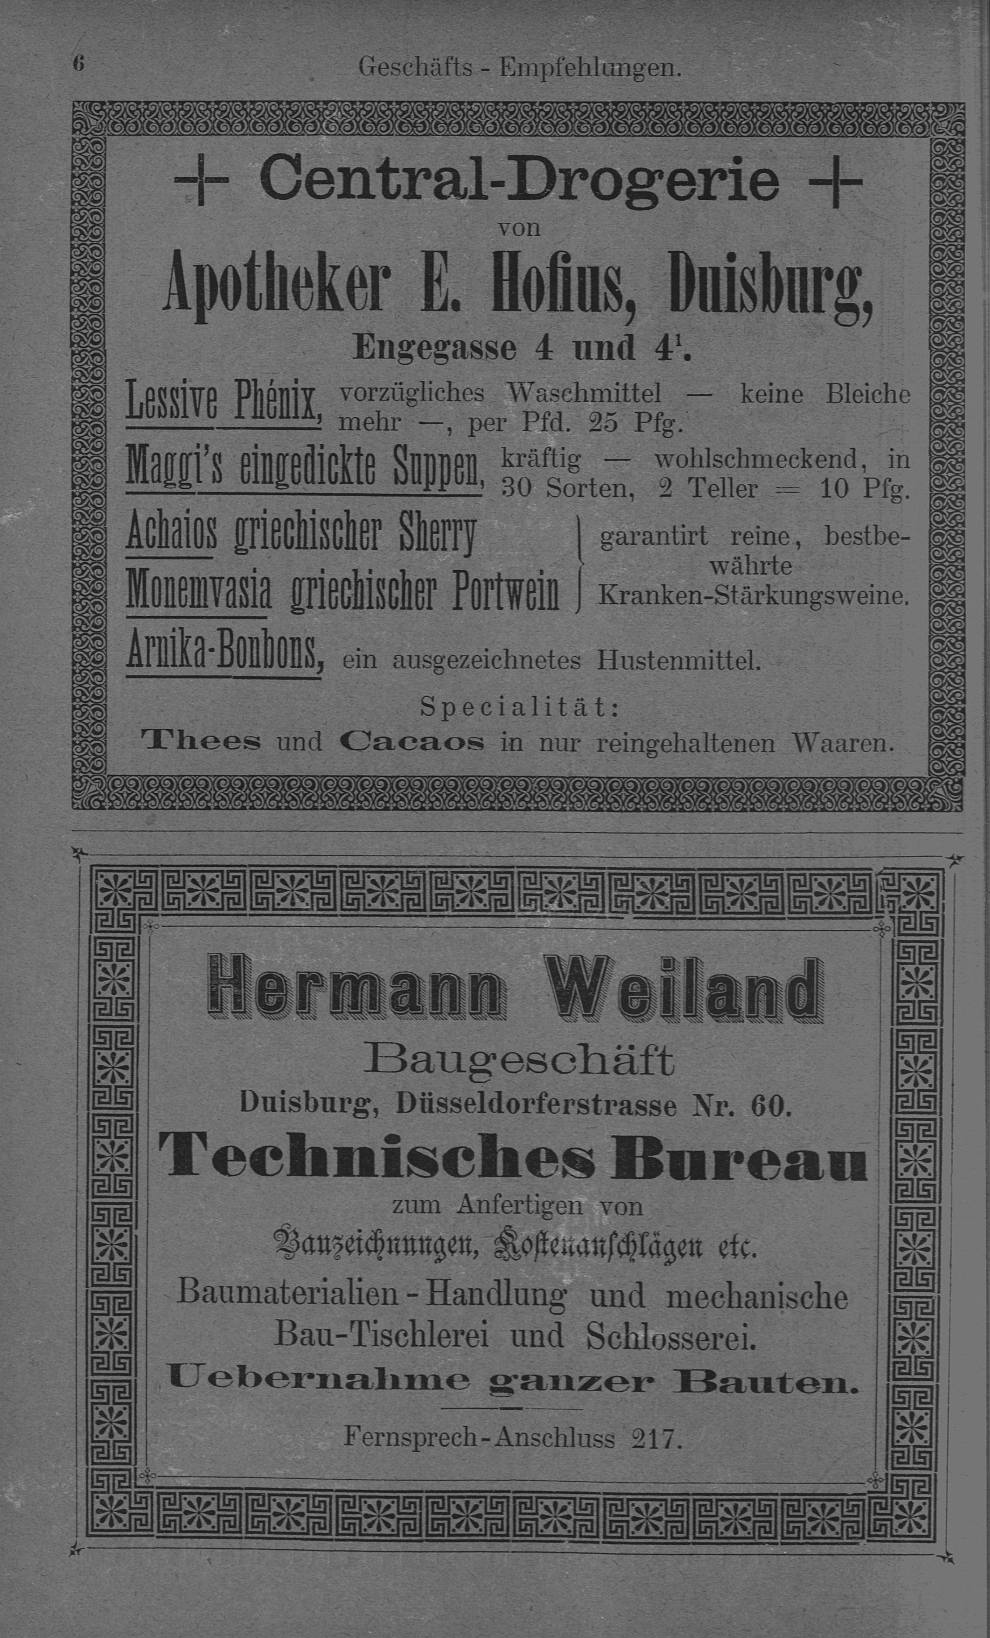 6
Geschäfts - Empfehlungen.
Central-Drogerie
von
Apotheker E. Hofius, Duisburg,
Engegasse 4 und 4¹.
Lessive Phénix, vorzügliches Waschmittel — keine Bleiche
mehr —, per Pfd. 25 Pfg.
Maggi's eingedickte Suppen, kräftig — wohlschmeckend, in
30 Sorten, 2 Teller = 10 Pfg.
Achaios griechischer Sherry
Monemvasia griechischer Portwein
garantirt reine, bestbe-
währte
Kranken-Stärkungsweine.
Arnika-Bonbons, ein ausgezeichnetes Hustenmittel.
Specialität:
Thees und Cacaos in nur reingehaltenen Waaren.
Hermann Weiland
Baugeschäft
Duisburg, Düsseldorferstrasse Nr. 60.
Technisches Bureau
zum Anfertigen von
Bauzeichnungen, Kostenanschlägen etc.
Baumaterialien - Handlung und mechanische
Bau-Tischlerei und Schlosserei.
Uebernahme ganzer Bauten.
Fernsprech-Anschluss 217.